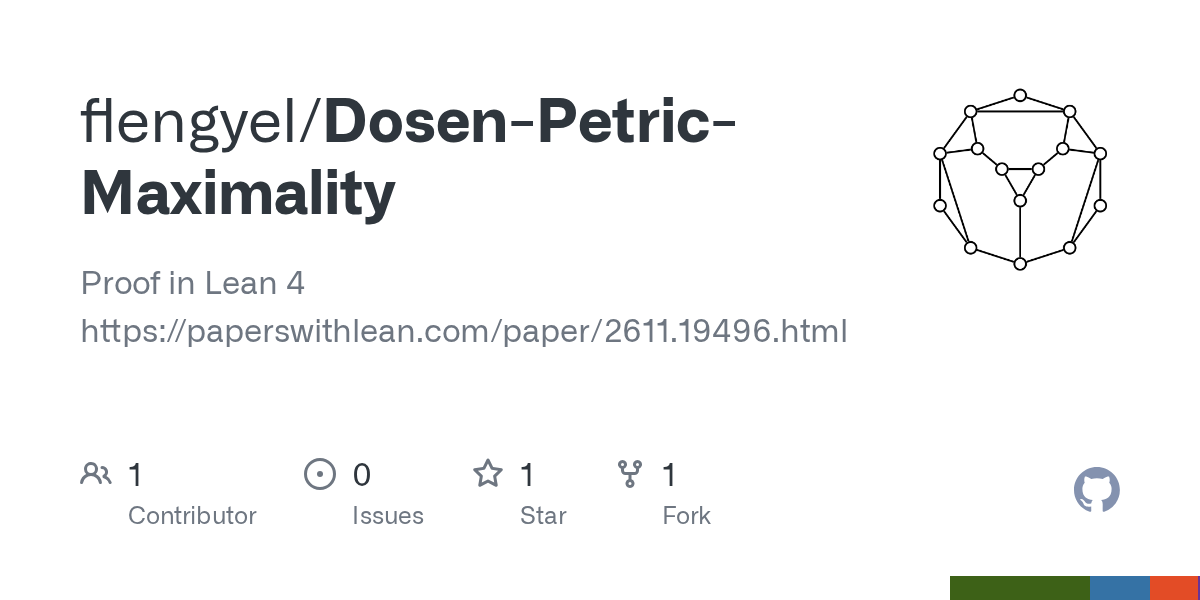 flengyel/Dosen-Petric-
Maximality
Proof in Lean 4
https://paperswithlean.com/paper/2611.19496.html
1
Contributor
0
Issues
1
Star
1
Fork